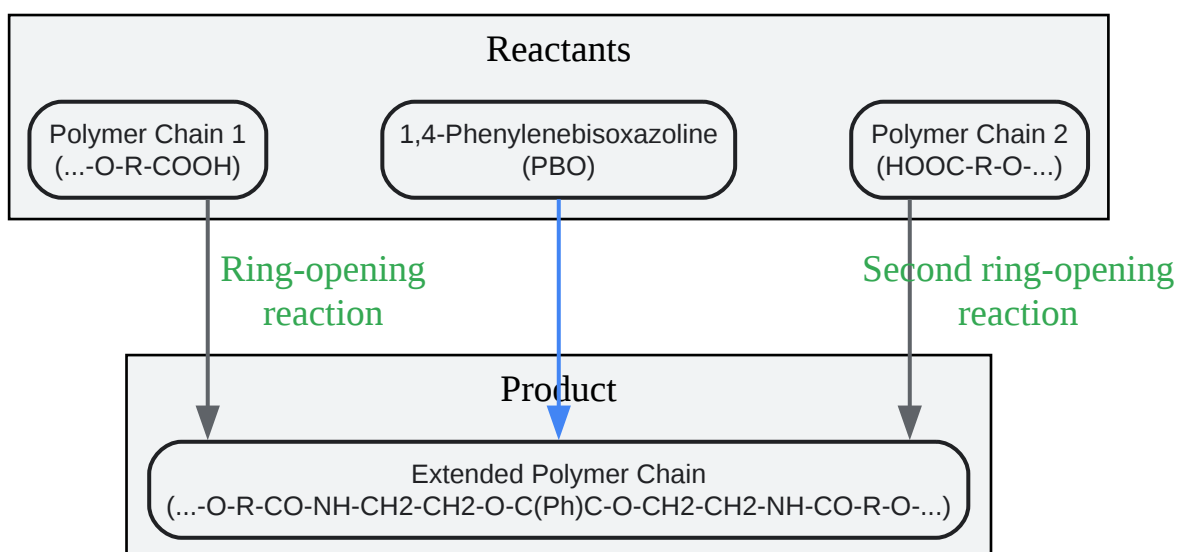 Reactants
Polymer Chain 1
(...-O-R-COOH)
1,4-Phenylenebisoxazoline
(PBO)
Polymer Chain 2
(HOOC-R-O-...)
Ring-opening
reaction
Second ring-opening
reaction
Product
Extended Polymer Chain
(...-O-R-CO-NH-CH2-CH2-O-C(Ph)C-O-CH2-CH2-NH-CO-R-O-...)